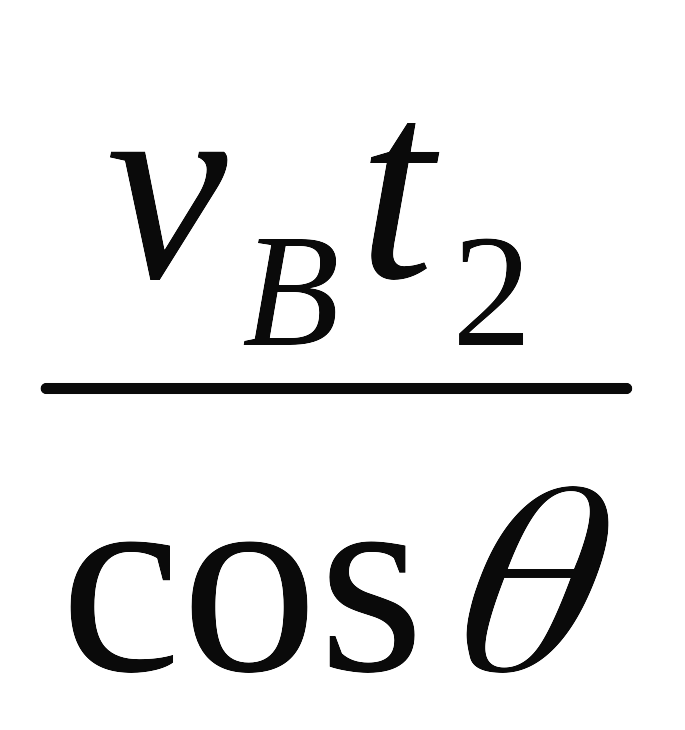 v_B t_2
cos θ